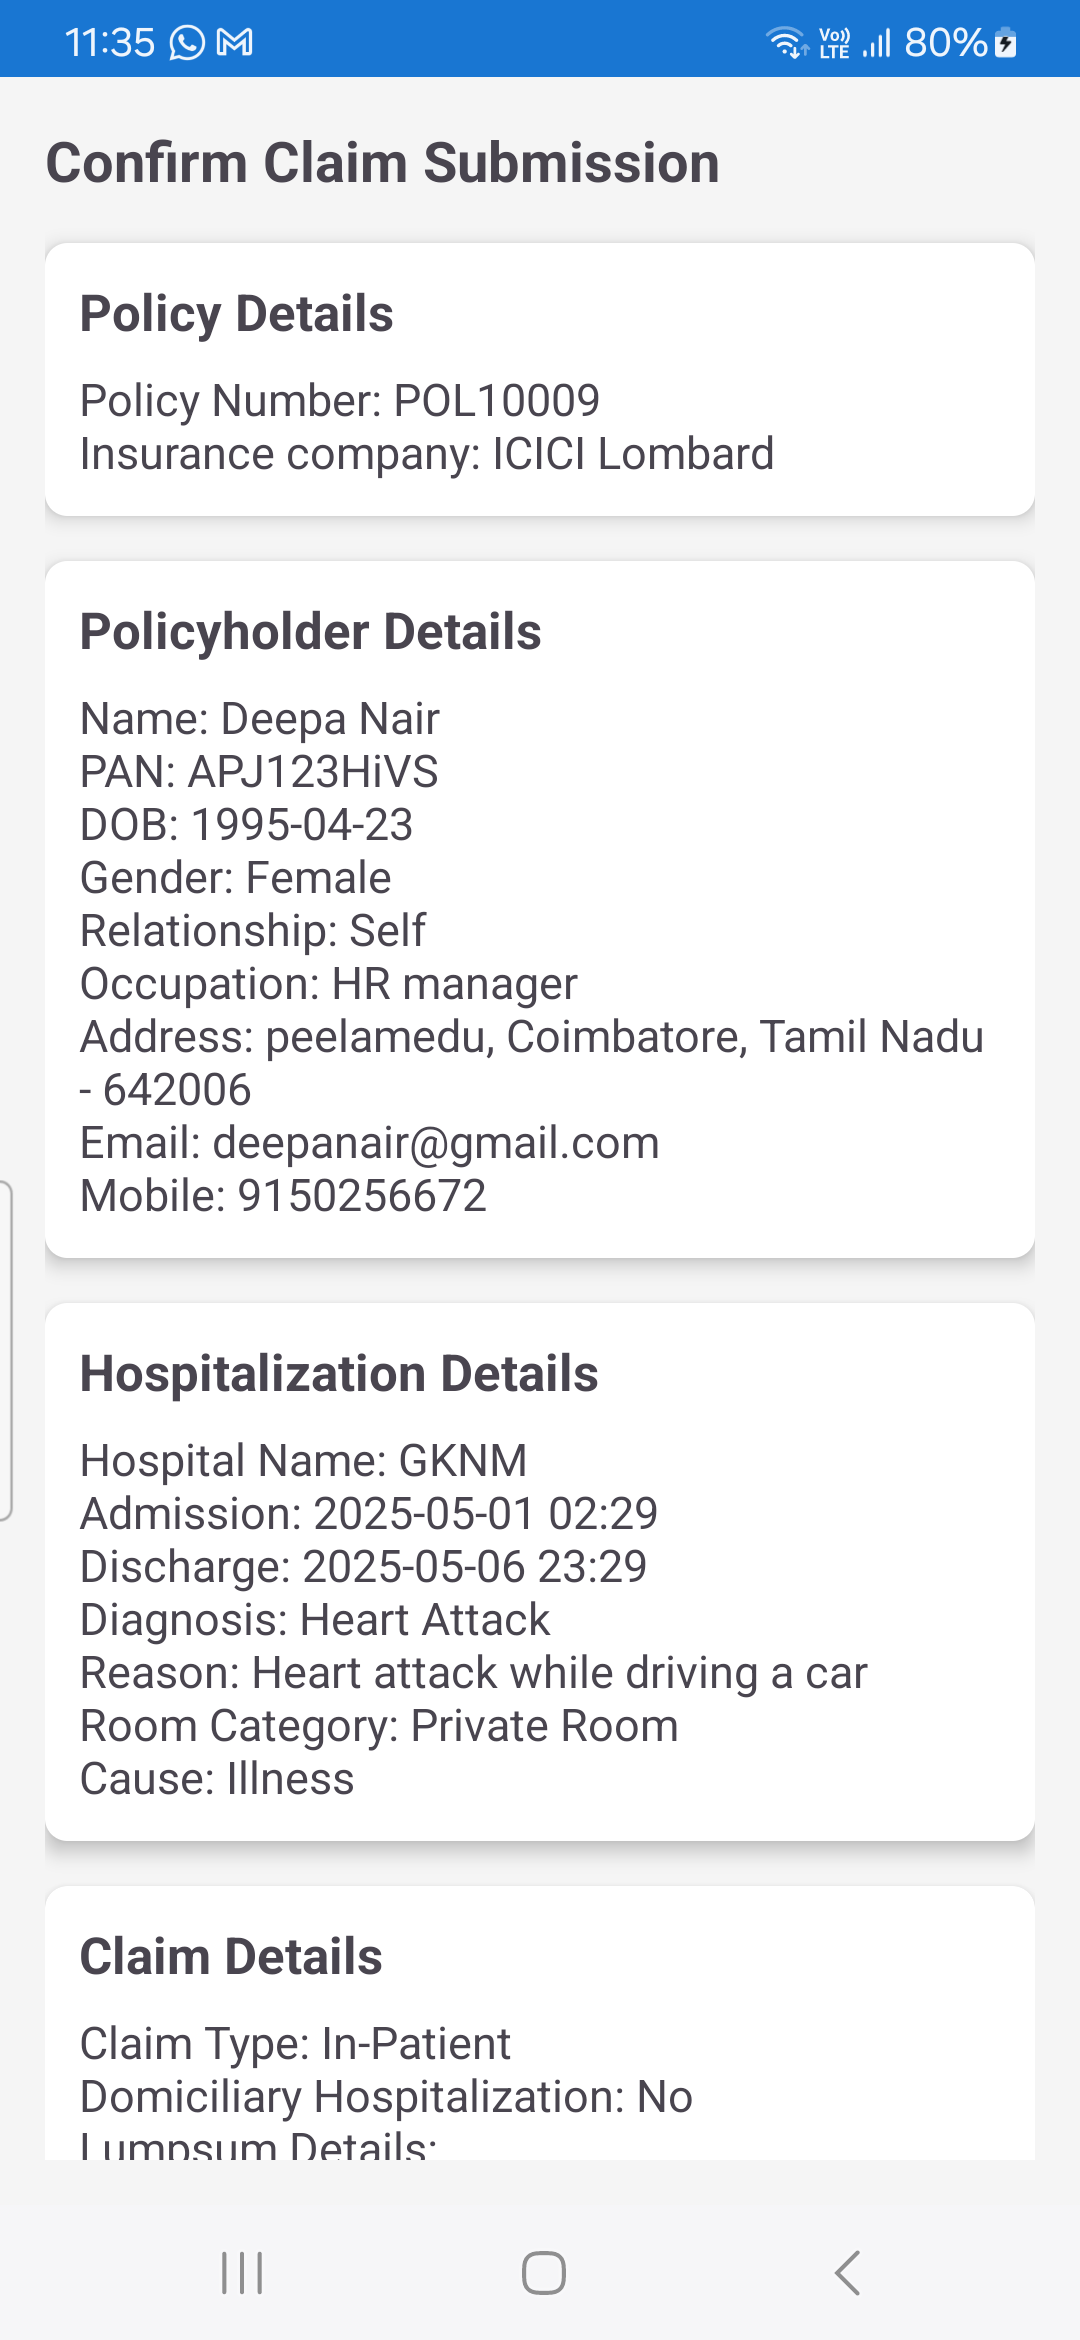 11:35 Vo)) LTE 80%
Confirm Claim Submission
Policy Details
Policy Number: POL10009
Insurance company: ICICI Lombard
Policyholder Details
Name: Deepa Nair
PAN: APJ123HiVS
DOB: 1995-04-23
Gender: Female
Relationship: Self
Occupation: HR manager
Address: peelamedu, Coimbatore, Tamil Nadu
- 642006
Email: deepanair@gmail.com
Mobile: 9150256672
Hospitalization Details
Hospital Name: GKNM
Admission: 2025-05-01 02:29
Discharge: 2025-05-06 23:29
Diagnosis: Heart Attack
Reason: Heart attack while driving a car
Room Category: Private Room
Cause: Illness
Claim Details
Claim Type: In-Patient
Domiciliary Hospitalization: No
Lumpsum Details: